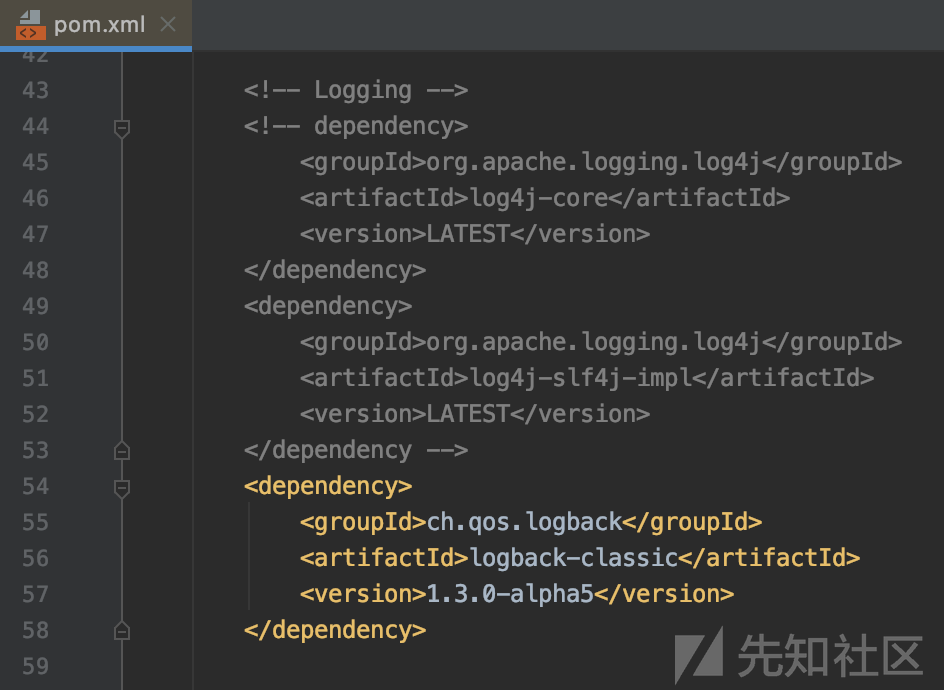 pom.xml
42
43 <!-- Logging -->
44 <!-- dependency>
45 <groupId>org.apache.logging.log4j</groupId>
46 <artifactId>log4j-core</artifactId>
47 <version>LATEST</version>
48 </dependency>
49 <dependency>
50 <groupId>org.apache.logging.log4j</groupId>
51 <artifactId>log4j-slf4j-impl</artifactId>
52 <version>LATEST</version>
53 </dependency -->
54 <dependency>
55 <groupId>ch.qos.logback</groupId>
56 <artifactId>logback-classic</artifactId>
57 <version>1.3.0-alpha5</version>
58 </dependency>
59
先知社区